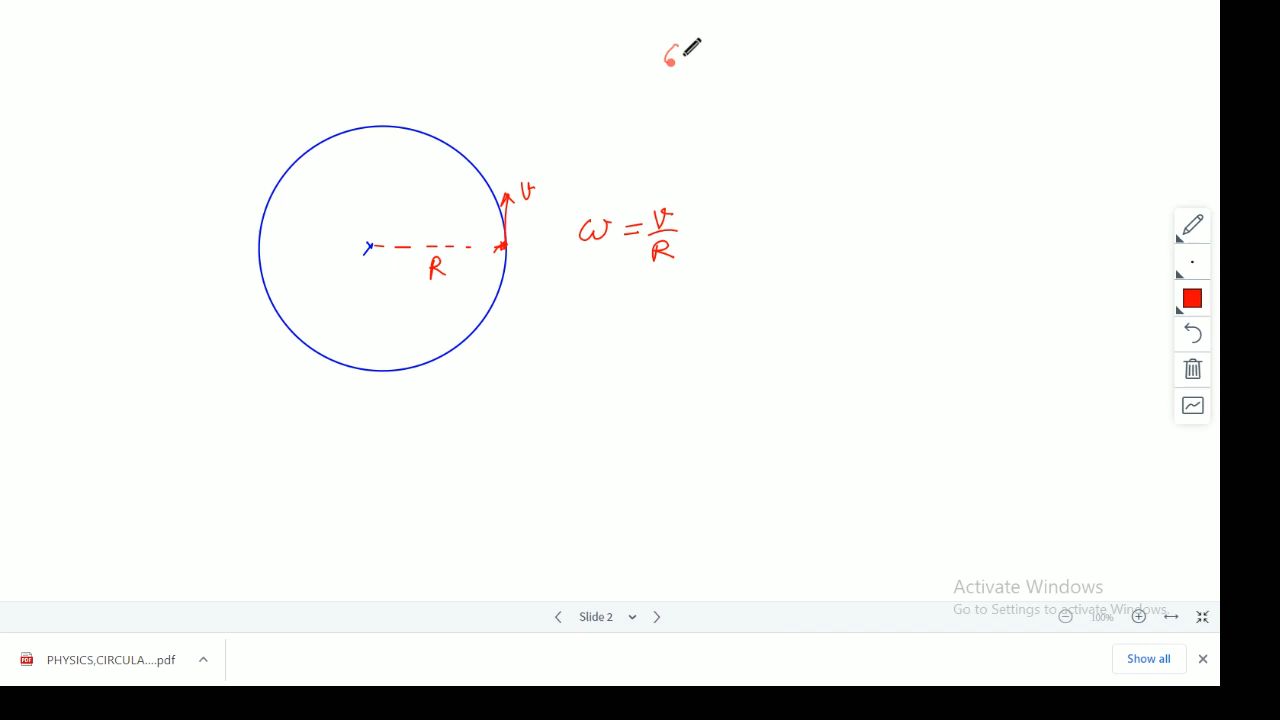 v
ω = v/R
R
Activate Windows
Go to Settings to activate Windows.
Slide 2
100%
PHYSICS,CIRCULA....pdf
Show all